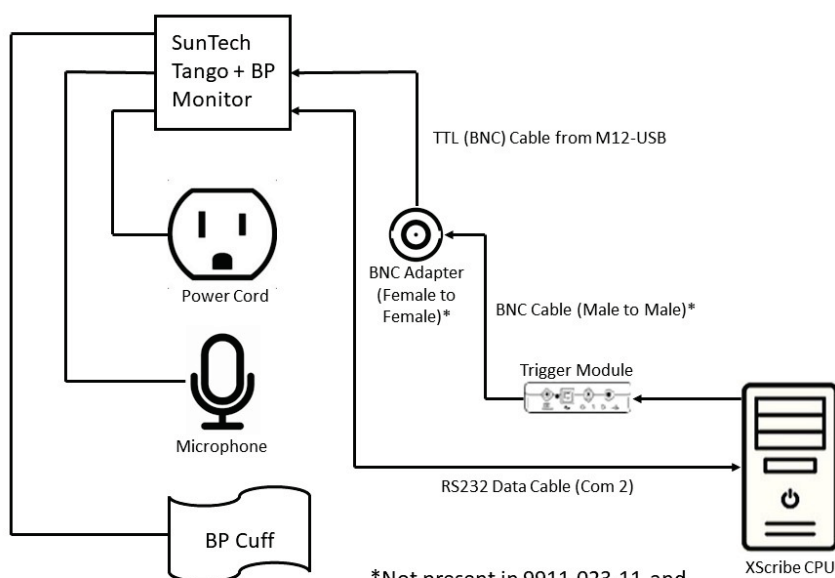 SunTech
Tango + BP
Monitor
TTL (BNC) Cable from M12-USB
Power Cord
BNC Adapter
(Female to
Female)*
BNC Cable (Male to Male)*
Trigger Module
Microphone
RS232 Data Cable (Com 2)
BP Cuff
XScribe CPU
*Not present in 9911-023-11 and